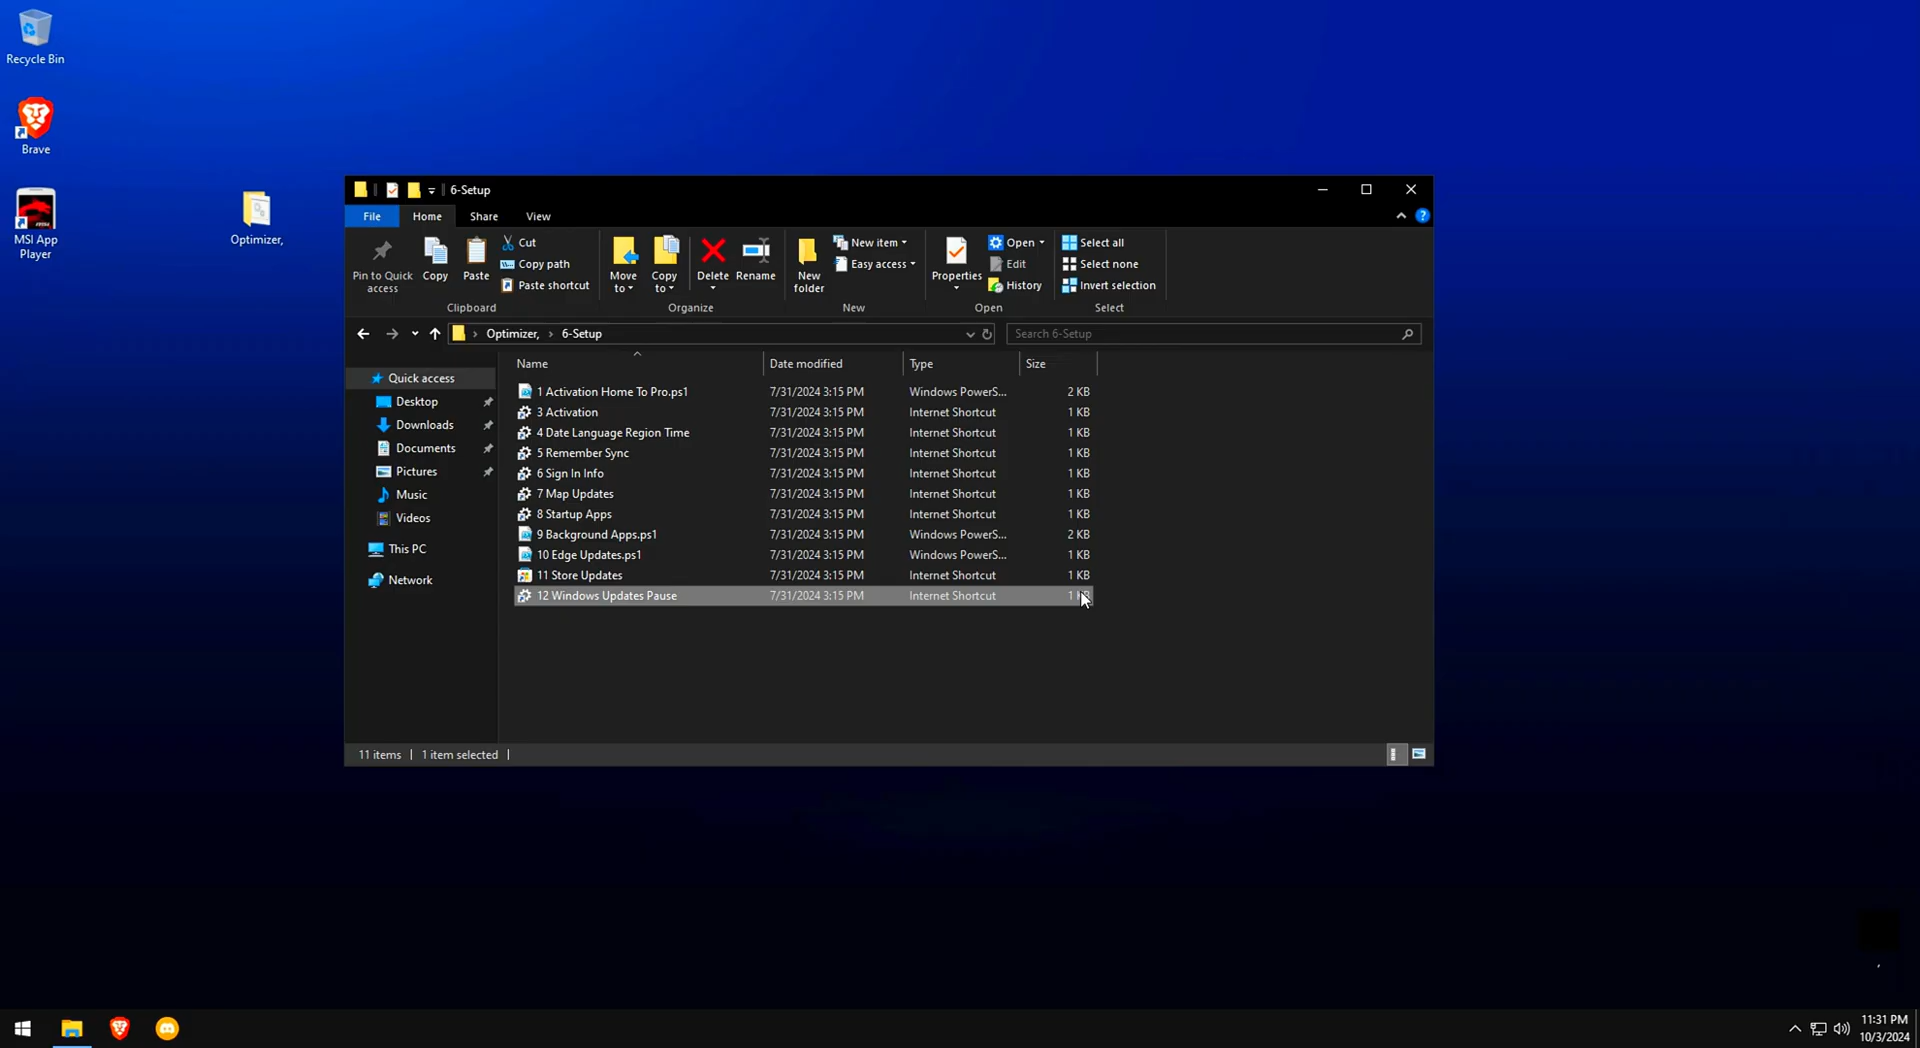 Recycle Bin
Brave
MSI App
Player
Optimizer,
6-Setup
File
Home
Share
View
Pin to Quick
access
Copy
Paste
Cut
Copy path
Paste shortcut
Clipboard
Move
to
Copy
to
Delete
Rename
Organize
New
folder
New item
Easy access
New
Properties
Open
Edit
History
Open
Select all
Select none
Invert selection
Select
Optimizer, > 6-Setup
Search 6-Setup
Name Date modified Type Size
Quick access
Desktop
Downloads
Documents
Pictures
Music
Videos
This PC
Network
1 Activation Home To Pro.ps1 7/31/2024 3:15 PM Windows PowerS... 2 KB
3 Activation 7/31/2024 3:15 PM Internet Shortcut 1 KB
4 Date Language Region Time 7/31/2024 3:15 PM Internet Shortcut 1 KB
5 Remember Sync 7/31/2024 3:15 PM Internet Shortcut 1 KB
6 Sign In Info 7/31/2024 3:15 PM Internet Shortcut 1 KB
7 Map Updates 7/31/2024 3:15 PM Internet Shortcut 1 KB
8 Startup Apps 7/31/2024 3:15 PM Internet Shortcut 1 KB
9 Background Apps.ps1 7/31/2024 3:15 PM Windows PowerS... 2 KB
10 Edge Updates.ps1 7/31/2024 3:15 PM Windows PowerS... 1 KB
11 Store Updates 7/31/2024 3:15 PM Internet Shortcut 1 KB
12 Windows Updates Pause 7/31/2024 3:15 PM Internet Shortcut 1 KB
11 items | 1 item selected |
11:31 PM
10/3/2024